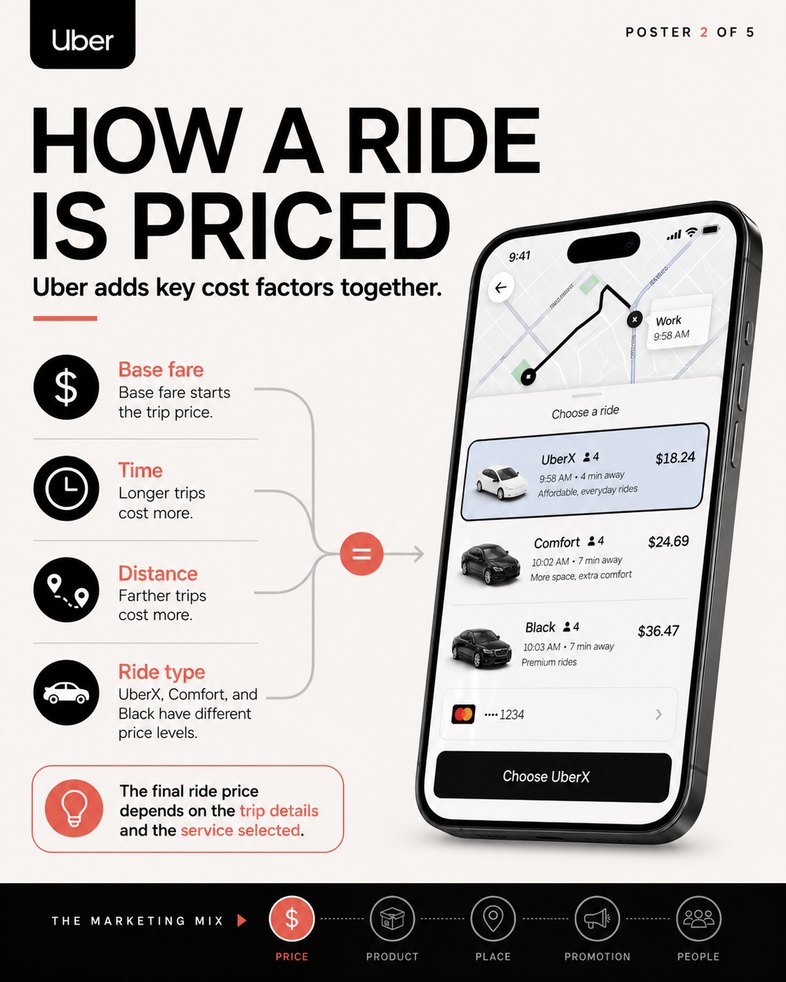 Uber
POSTER 2 OF 5
HOW A RIDE
IS PRICED
Uber adds key cost factors together.
$
Base fare
Base fare starts
the trip price.
Time
Longer trips
cost more.
Distance
Farther trips
cost more.
Ride type
UberX, Comfort, and
Black have different
price levels.
=
The final ride price
depends on the trip details
and the service selected.
9:41
Work
9:58 AM
Choose a ride
UberX 4 $18.24
9:58 AM • 4 min away
Affordable, everyday rides
Comfort 4 $24.69
10:02 AM • 7 min away
More space, extra comfort
Black 4 $36.47
10:03 AM • 7 min away
Premium rides
•••• 1234
Choose UberX
THE MARKETING MIX
$
PRICE
PRODUCT
PLACE
PROMOTION
PEOPLE